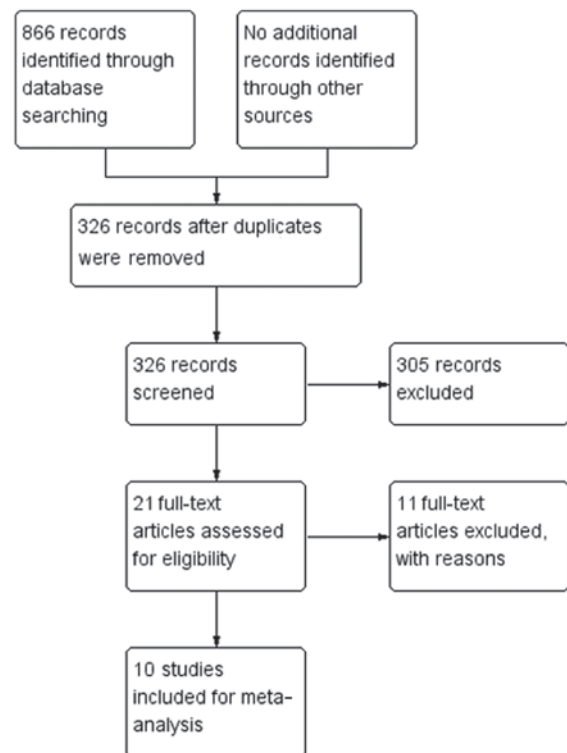 866 records
identified through
database
searching
No additional
records identified
through other
sources
326 records after duplicates
were removed
326 records
screened
305 records
excluded
21 full-text
articles assessed
for eligibility
11 full-text
articles excluded,
with reasons
10 studies
included for meta-
analysis